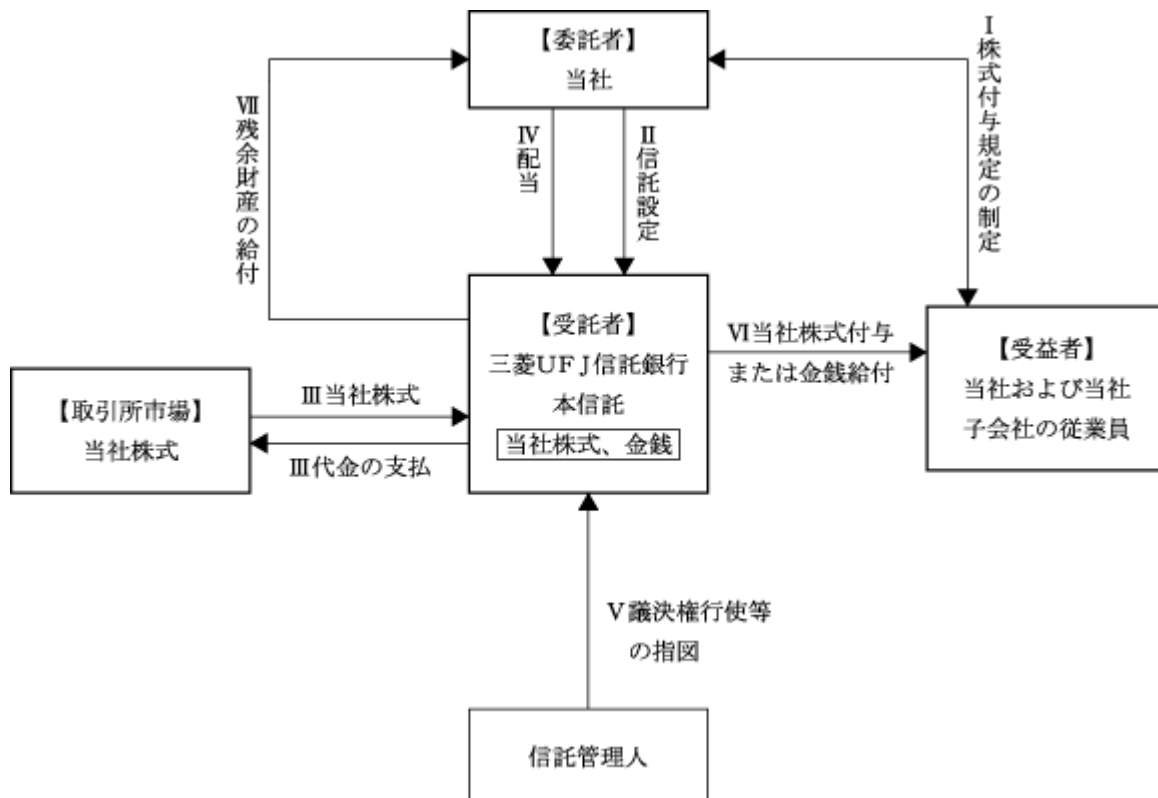 【委託者】
当社
Ⅰ株式付与規定の制定
Ⅶ残余財産の給付
Ⅳ配当
Ⅱ信託設定
【受託者】
三菱UFJ信託銀行
本信託
当社株式、金銭
Ⅵ当社株式付与
または金銭給付
【受益者】
当社および当社
子会社の従業員
【取引所市場】
当社株式
Ⅲ当社株式
Ⅲ代金の支払
Ⅴ議決権行使等
の指図
信託管理人